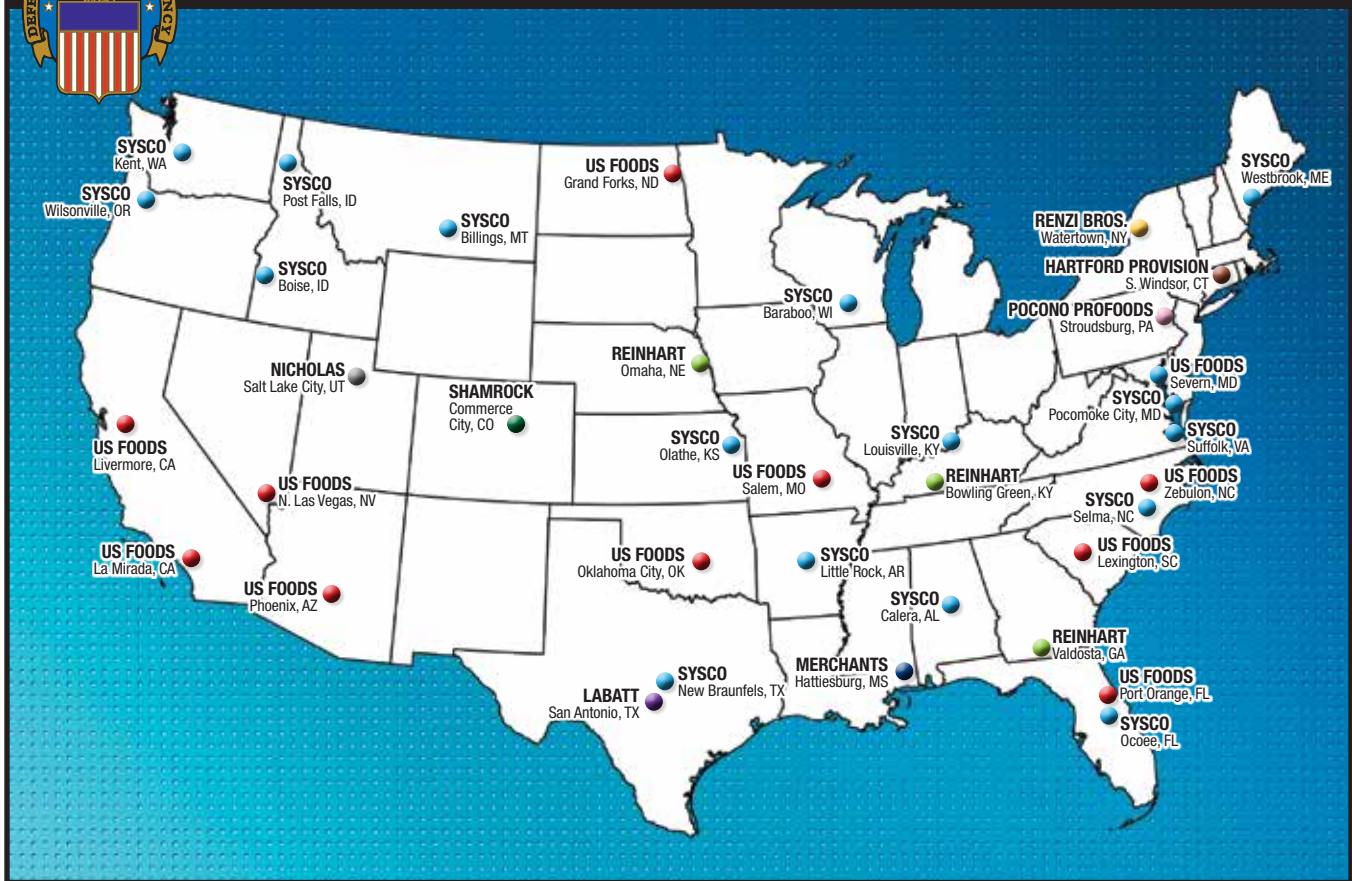 DEFE
NCY
SYSCO
Kent, WA
SYSCO
Wilsonville, OR
SYSCO
Post Falls, ID
SYSCO
Billings, MT
SYSCO
Boise, ID
US FOODS
Grand Forks, ND
SYSCO
Westbrook, ME
RENZI BROS.
Watertown, NY
HARTFORD PROVISION
S. Windsor, CT
POCONO PROFOODS
Stroudsburg, PA
SYSCO
Baraboo, WI
REINHART
Omaha, NE
NICHOLAS
Salt Lake City, UT
SHAMROCK
Commerce
City, CO
US FOODS
Severn, MD
SYSCO
Pocomoke City, MD
SYSCO
Suffolk, VA
US FOODS
Livermore, CA
SYSCO
Olathe, KS
SYSCO
Louisville, KY
US FOODS
Salem, MO
REINHART
Bowling Green, KY
US FOODS
Zebulon, NC
US FOODS
N. Las Vegas, NV
SYSCO
Selma, NC
US FOODS
La Mirada, CA
US FOODS
Phoenix, AZ
US FOODS
Oklahoma City, OK
SYSCO
Little Rock, AR
US FOODS
Lexington, SC
SYSCO
Calera, AL
REINHART
Valdosta, GA
MERCHANTS
Hattiesburg, MS
SYSCO
New Braunfels, TX
LABATT
San Antonio, TX
US FOODS
Port Orange, FL
SYSCO
Ocoee, FL